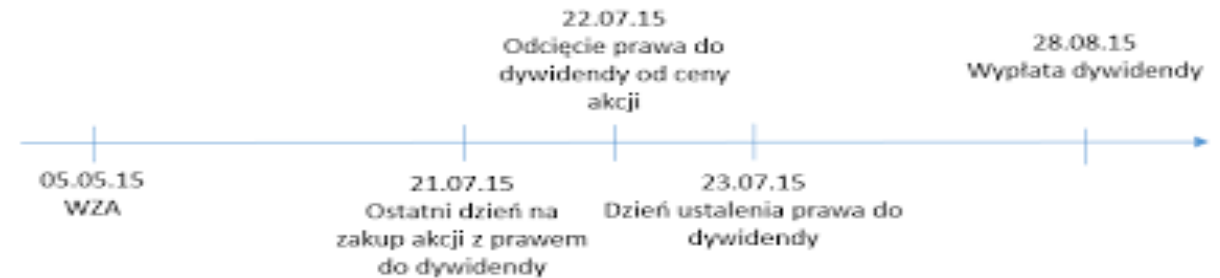 22.07.15
Odcięcie prawa do
dywidendy od ceny
akcji
28.08.15
Wypłata dywidendy
05.05.15
WZA
21.07.15
Ostatni dzień na
zakup akcji z prawem
do dywidendy
23.07.15
Dzień ustalenia prawa do
dywidendy